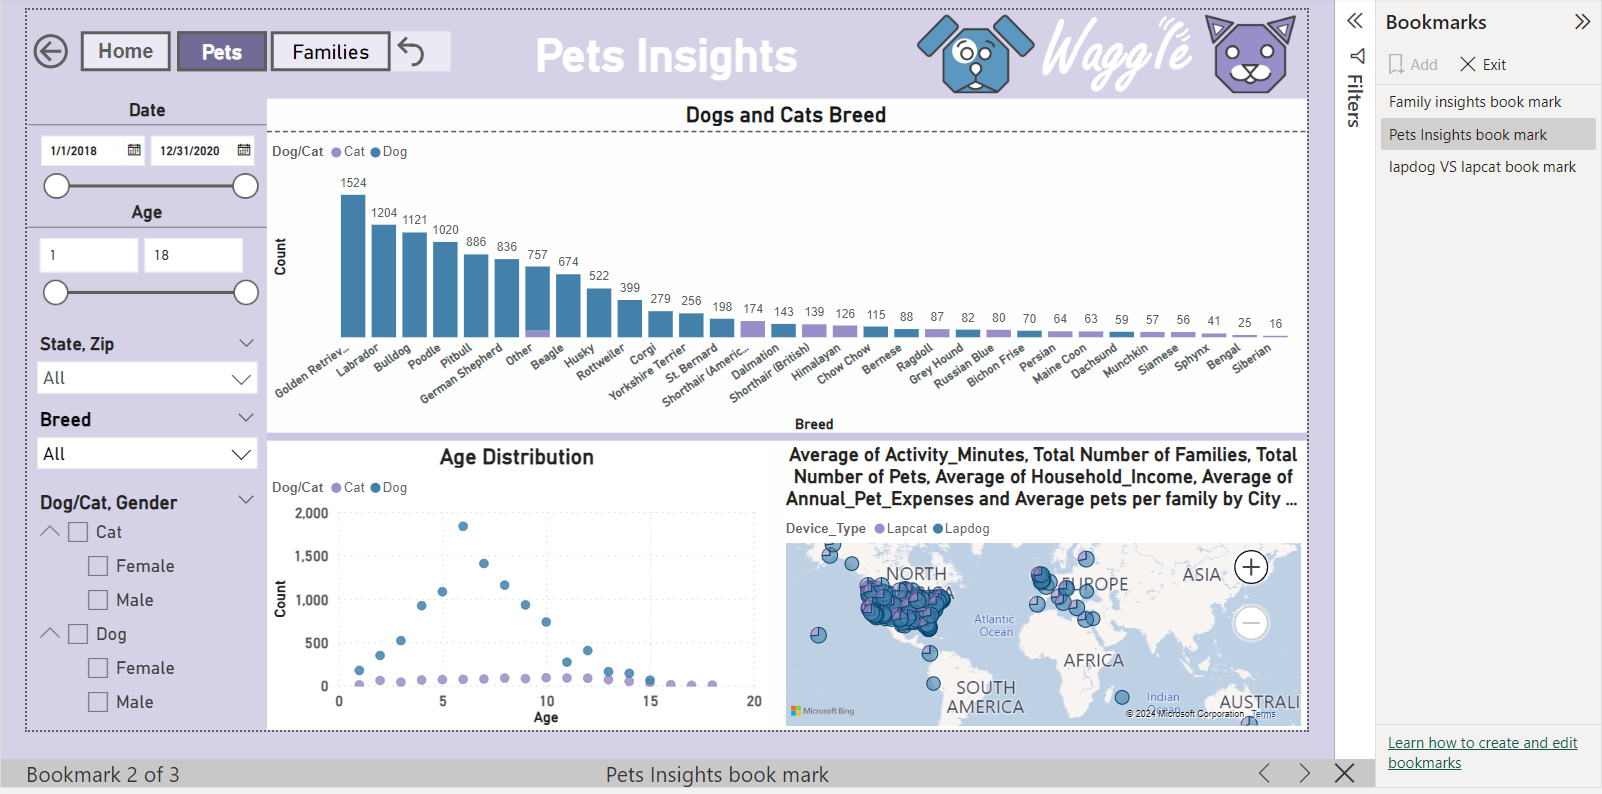 Home
Pets
Families
Pets Insights
Waggle
Date
1/1/2018
12/31/2020
Age
1
18
State, Zip
All
Breed
All
Dog/Cat, Gender
Cat
Female
Male
Dog
Female
Male
Dogs and Cats Breed
Dog/Cat Cat Dog
Count
1524
1204
1121
1020
886
836
757
674
522
399
279
256
198
174
143
139
126
115
88
87
82
80
70
64
63
59
57
56
41
25
16
Golden Retriev...
Labrador
Bulldog
Poodle
Pitbull
German Shepherd
Other
Beagle
Husky
Rottweiler
Corgi
Yorkshire Terrier
St. Bernard
Shorthair (Americ...
Dalmation
Shorthair (British)
Himalayan
Chow Chow
Bernese
Ragdoll
Grey Hound
Russian Blue
Bichon Frise
Persian
Maine Coon
Dachsund
Munchkin
Siamese
Sphynx
Bengal
Siberian
Breed
Age Distribution
Dog/Cat Cat Dog
Count
2,000
1,500
1,000
500
0
0 5 10 15 20
Age
Average of Activity_Minutes, Total Number of Families, Total
Number of Pets, Average of Household_Income, Average of
Annual_Pet_Expenses and Average pets per family by City ...
Device_Type Lapcat Lapdog
NORTH
EUROPE
ASIA
Atlantic
Ocean
AFRICA
SOUTH
AMERICA
Indian
Ocean
AUSTRALI
Microsoft Bing
© 2024 Microsoft Corporation Terms
Filters
Bookmarks
Add
Exit
Family insights book mark
Pets Insights book mark
lapdog VS lapcat book mark
Learn how to create and edit
bookmarks
Bookmark 2 of 3
Pets Insights book mark